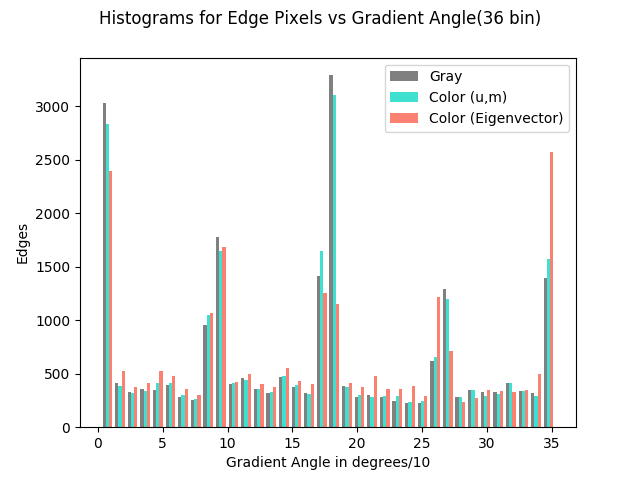 Histograms for Edge Pixels vs Gradient Angle(36 bin)
Gray
Color (u,m)
Color (Eigenvector)
Edges
3000
2500
2000
1500
1000
500
0
0 5 10 15 20 25 30 35
Gradient Angle in degrees/10